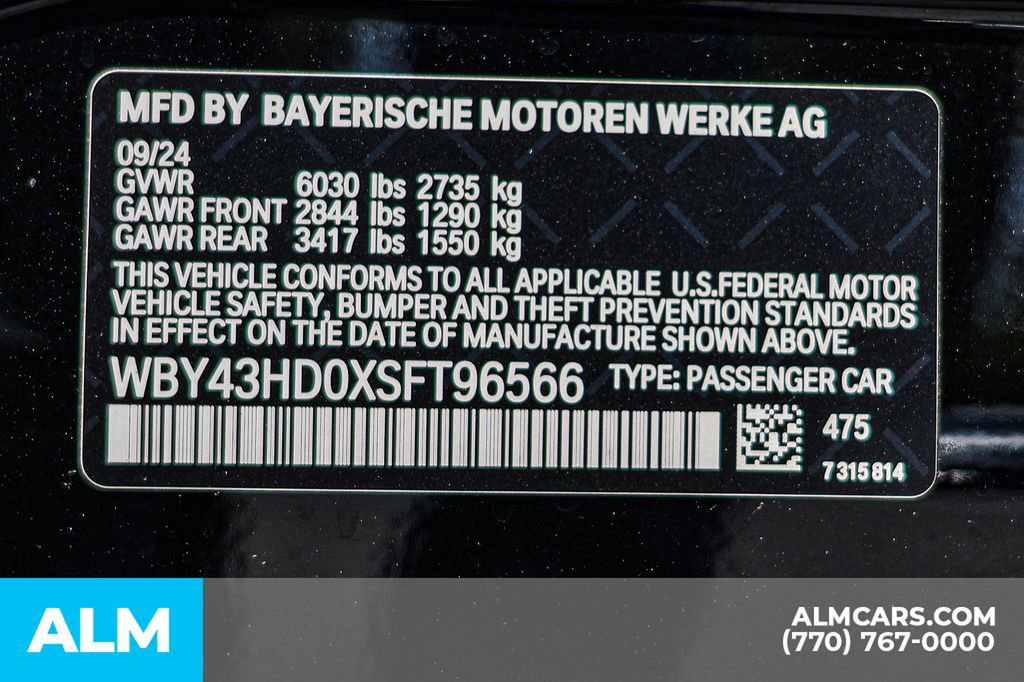 MFD BY BAYERISCHE MOTOREN WERKE AG
09/24
GVWR 6030 lbs 2735 kg
GAWR FRONT 2844 lbs 1290 kg
GAWR REAR 3417 lbs 1550 kg
THIS VEHICLE CONFORMS TO ALL APPLICABLE U.S.FEDERAL MOTOR
VEHICLE SAFETY, BUMPER AND THEFT PREVENTION STANDARDS
IN EFFECT ON THE DATE OF MANUFACTURE SHOWN ABOVE.
WBY43HD0XSFT96566 TYPE: PASSENGER CAR
475
7 315 814
ALM
ALMCARS.COM
(770) 767-0000